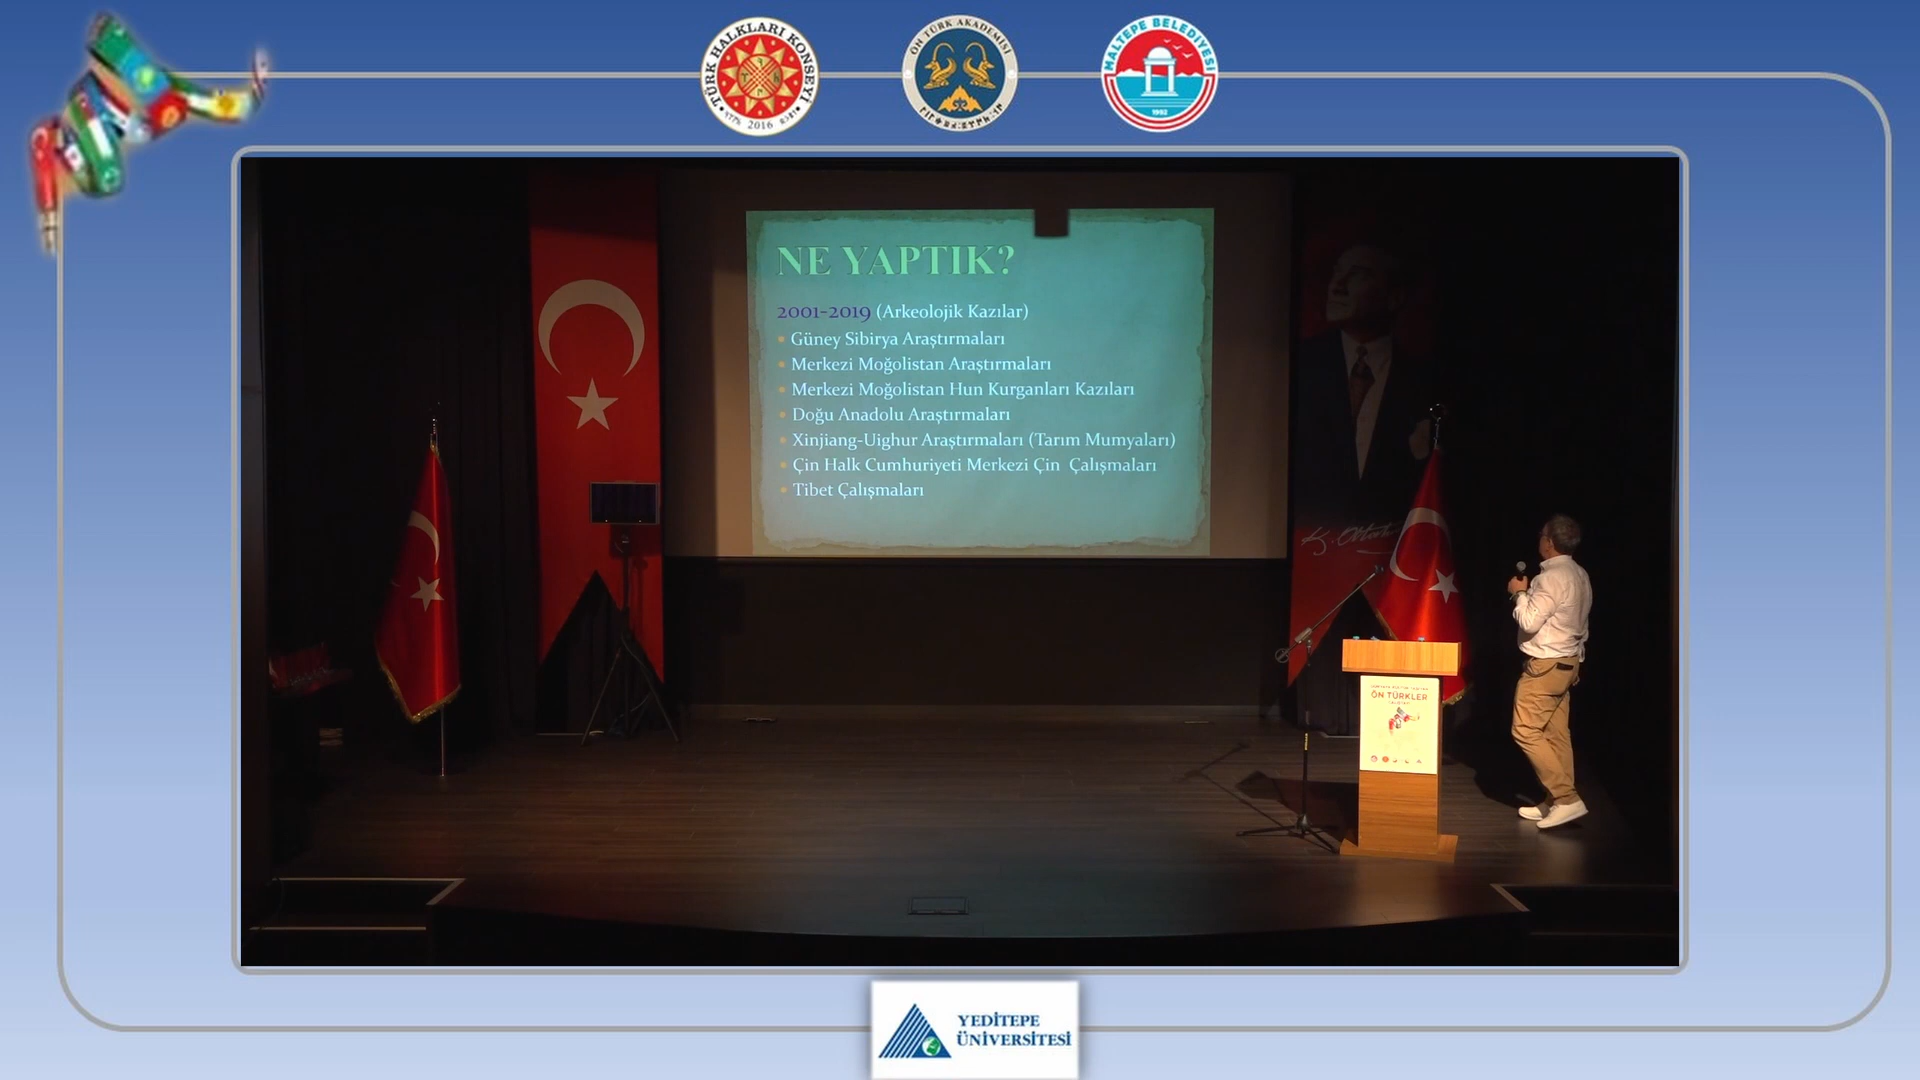 TÜRK HALKLARI KONSEYİ
2016
ÖN TÜRK AKADEMİSİ
MALTEPE BELEDİYESİ
1992
NE YAPTIK?
2001-2019 (Arkeolojik Kazılar)
• Güney Sibirya Araştırmaları
• Merkezi Moğolistan Araştırmaları
• Merkezi Moğolistan Hun Kurganları Kazıları
• Doğu Anadolu Araştırmaları
• Xinjiang-Uighur Araştırmaları (Tarım Mumyaları)
• Çin Halk Cumhuriyeti Merkezi Çin Çalışmaları
• Tibet Çalışmaları
K. Atatürk
ÖN TÜRKLER
YEDİTEPE
ÜNİVERSİTESİ